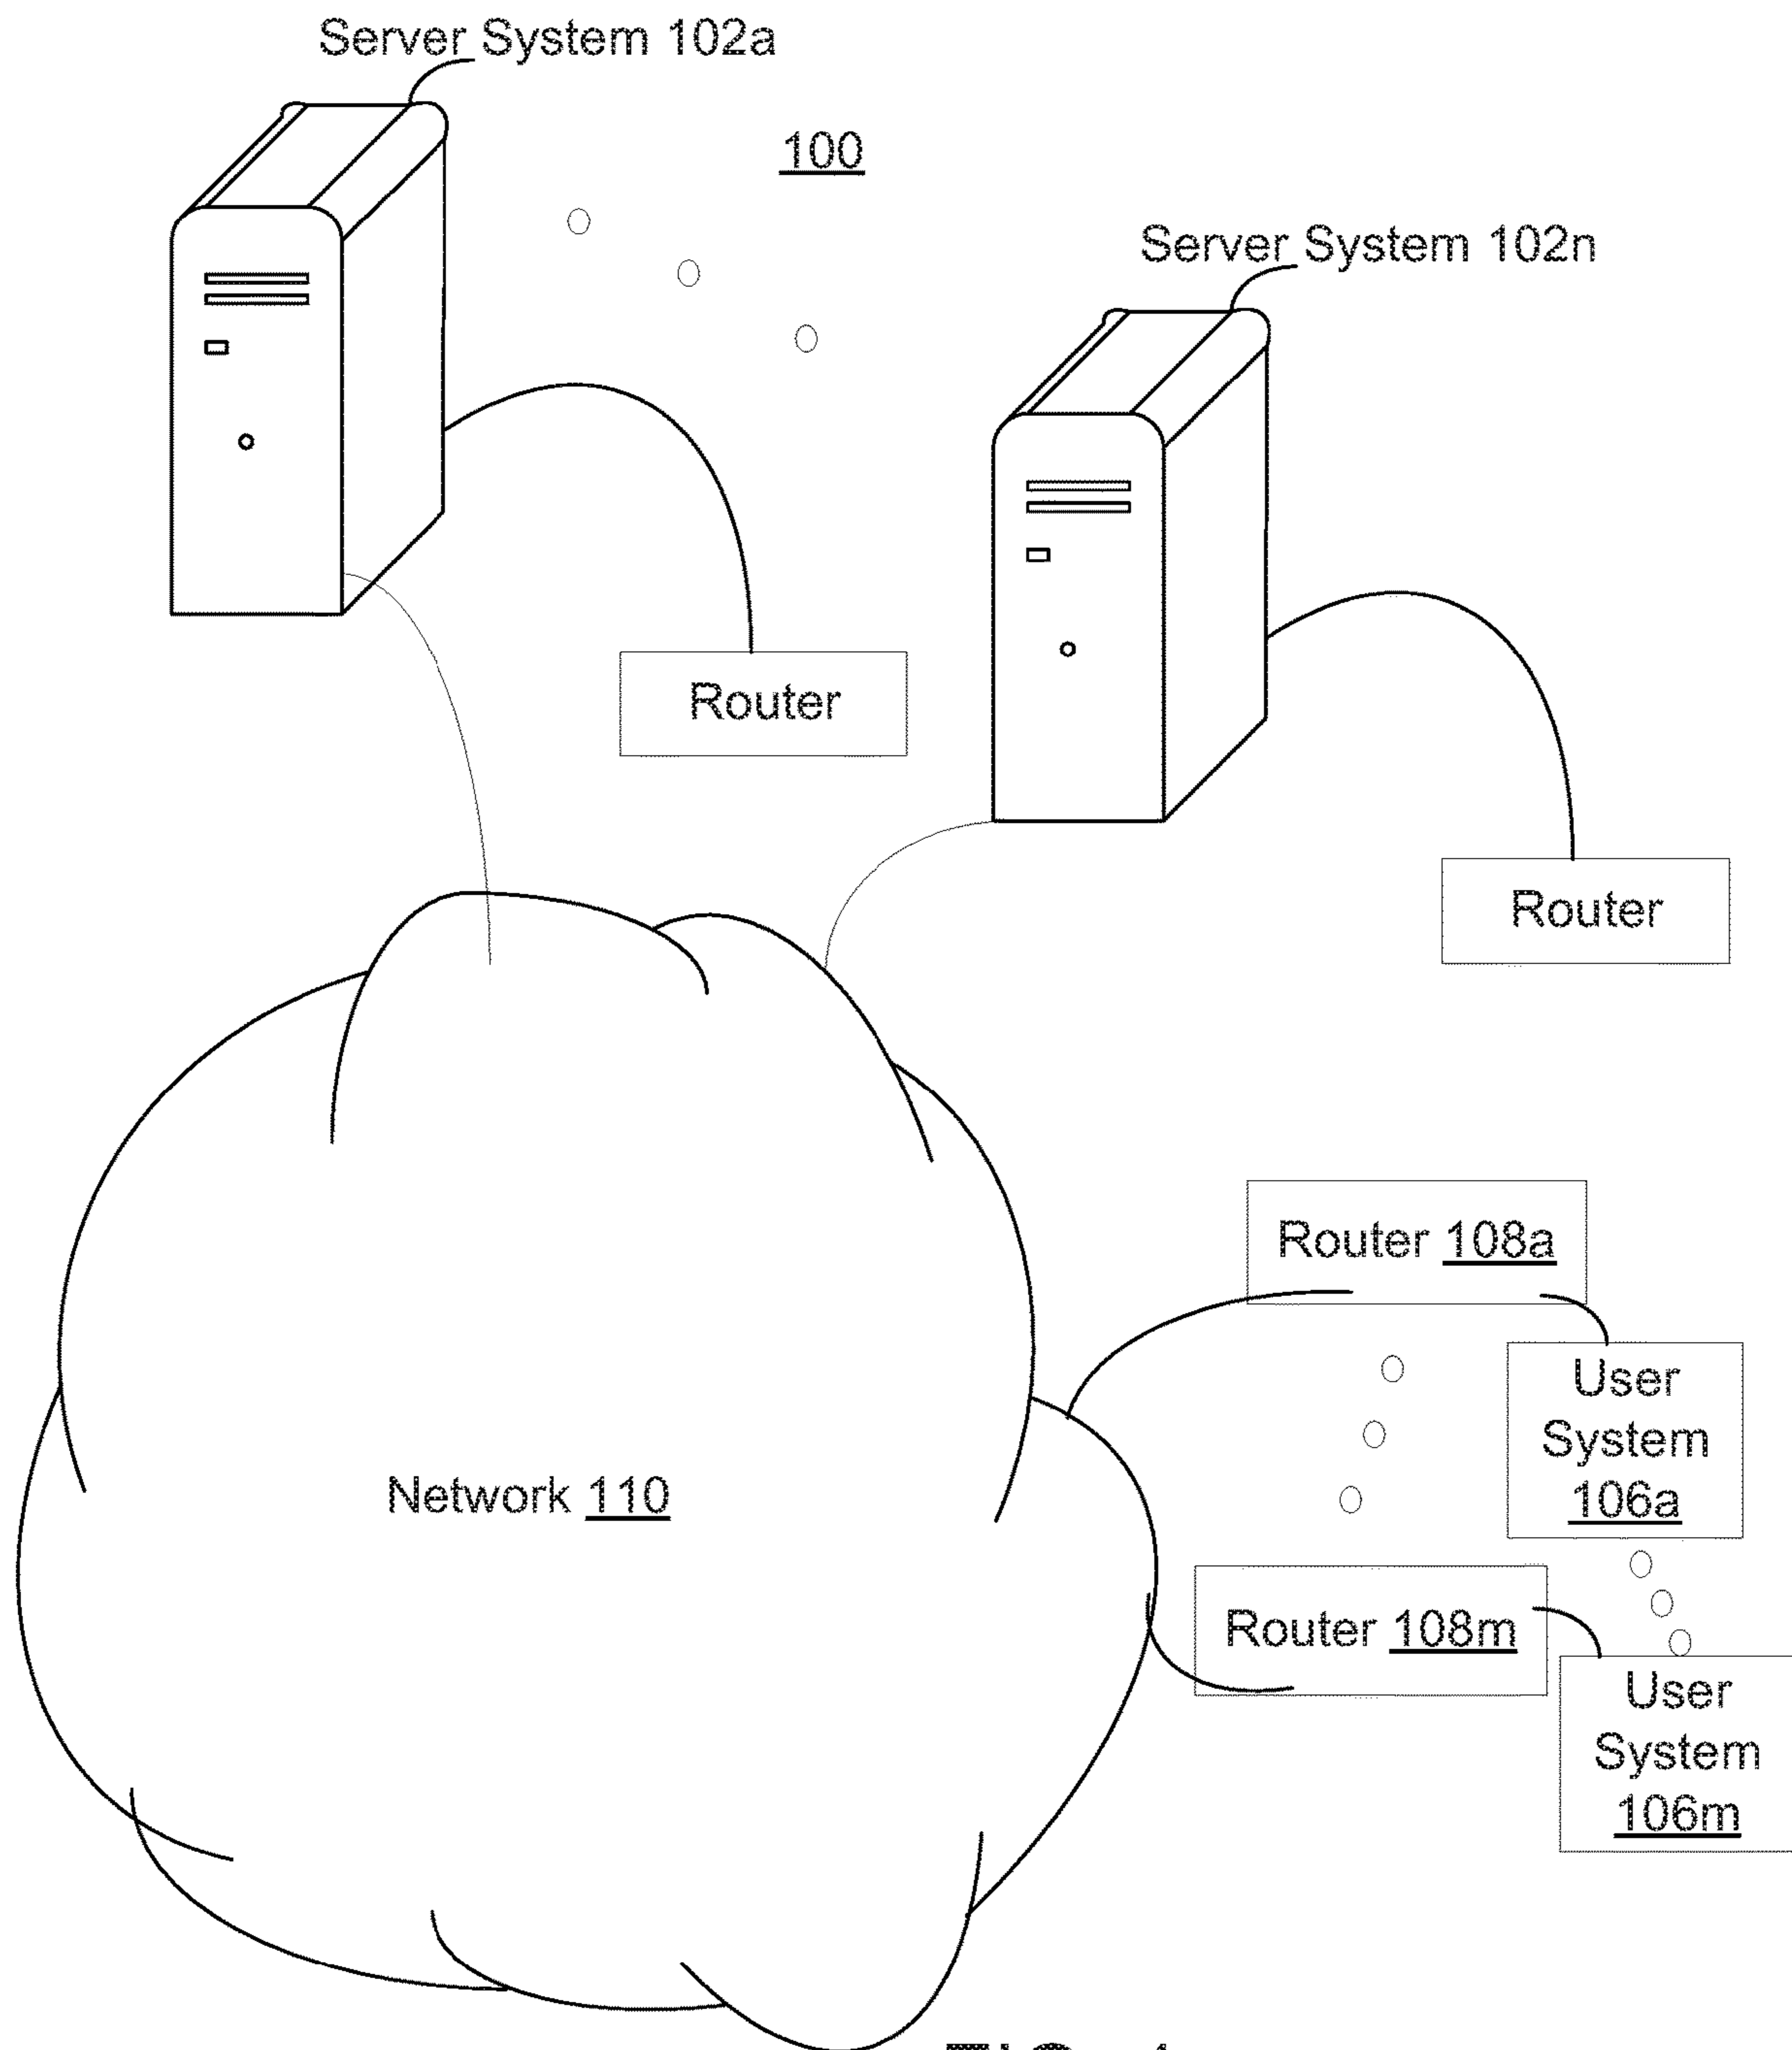 Server System 102a
100
Server System 102n
Router
Router
Router 108a
User
System
106a
Network 110
Router 108m
User
System
106m